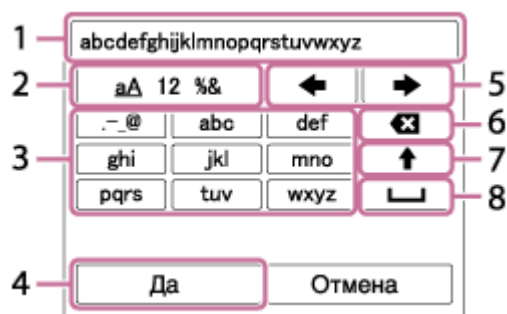 1 abcdefghijklmnopqrstuvwxyz
2 aA 12 %& 5
.-_@ abc def 6
3 ghi jkl mno 7
pqrs tuv wxyz 8
4 Да Отмена